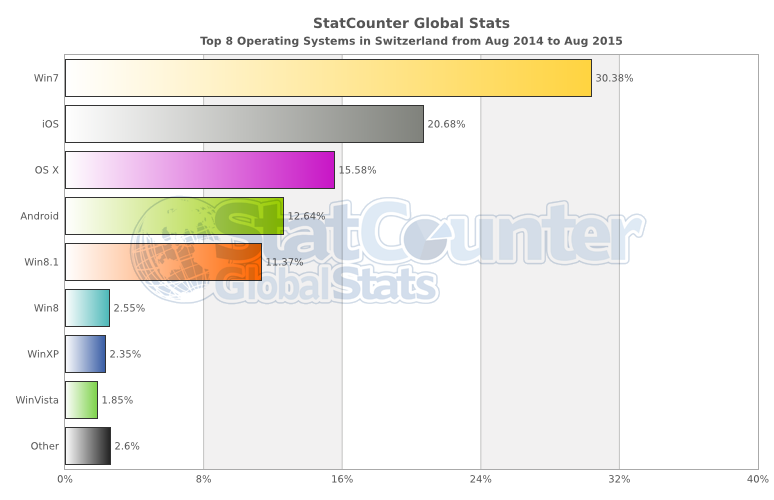 StatCounter Global Stats
Top 8 Operating Systems in Switzerland from Aug 2014 to Aug 2015
Win7 30.38%
iOS 20.68%
OS X 15.58%
Android 12.64%
StatCounter
Win8.1 11.37%
GlobalStats
Win8 2.55%
WinXP 2.35%
WinVista 1.85%
Other 2.6%
0% 8% 16% 24% 32% 40%